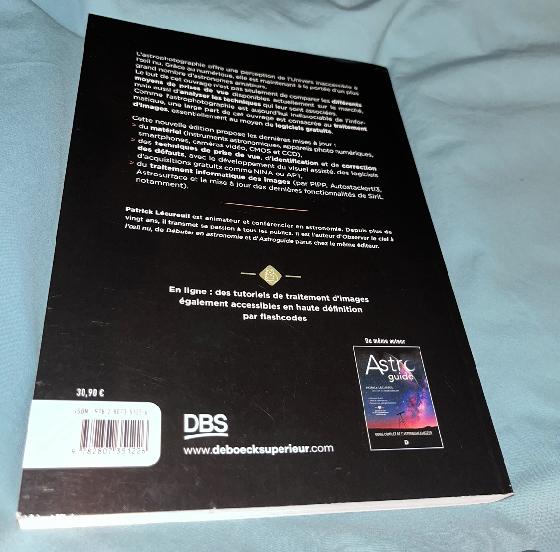 L'astrophotographie offre une perception de l'Univers inaccessible à
l'œil nu. Grâce au numérique, elle est maintenant à la portée d'un plus
grand nombre d'astronomes amateurs.
Le but de cet ouvrage n'est pas seulement de comparer les différents
moyens de prises de vue disponibles actuellement sur le marché,
mais aussi d'analyser les techniques qui leur sont associées.
Comme l'astrophotographie est aujourd'hui indissociable de l'infor-
matique, une large part de cet ouvrage est consacrée au traitement
d'images, essentiellement au moyen de logiciels gratuits.
Cette nouvelle édition propose les dernières mises à jour :
> du matériel (instruments astronomiques, appareils photo numériques,
smartphones, caméras vidéo, CMOS et CCD),
> des techniques de prise de vue, d'identification et de correction
des défauts, avec le développement du visuel assisté, des logiciels
d'acquisitions gratuits comme NINA ou APT,
> du traitement informatique des images (par PIPP, Autostackert!3,
Astrosurface et la mise à jour des dernières fonctionnalités de SiriL
notamment).
Patrick Lécureuil est animateur et conférencier en astronomie. Depuis plus de
vingt ans, il transmet sa passion à tous les publics. Il est l'auteur d'Observer le ciel à
l'œil nu, de Débuter en astronomie et d'Astroguide parus chez le même éditeur.
En ligne : des tutoriels de traitement d'images
également accessibles en haute définition
par flashcodes
Du même auteur
Astro
guide
30,90 €
9 782807 351226
DBS
www.deboecksuperieur.com